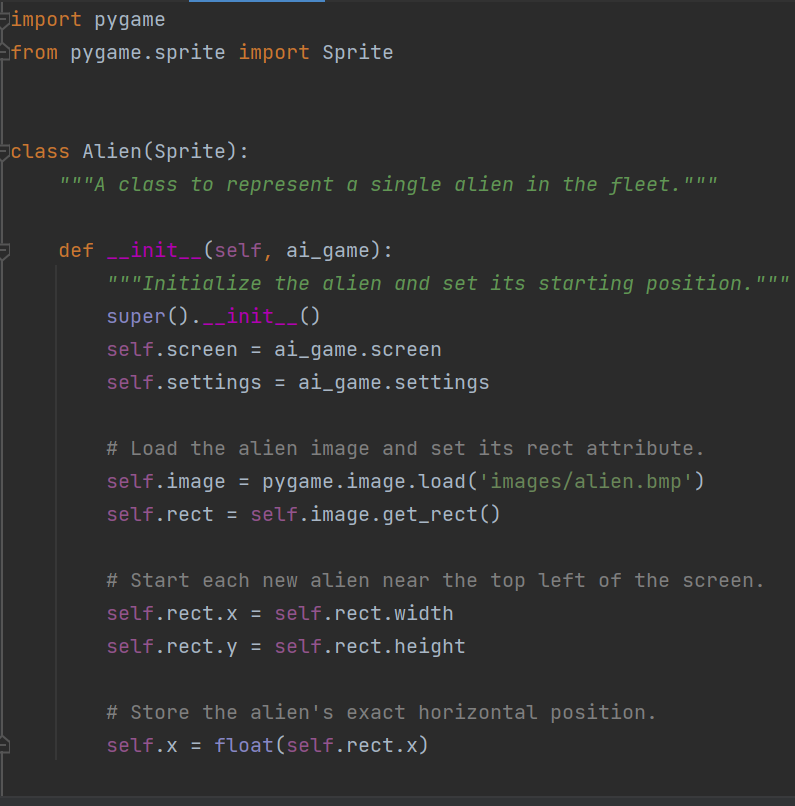 import pygame
from pygame.sprite import Sprite
class Alien(Sprite):
"""A class to represent a single alien in the fleet."""
def __init__(self, ai_game):
"""Initialize the alien and set its starting position."""
super().__init__()
self.screen = ai_game.screen
self.settings = ai_game.settings
# Load the alien image and set its rect attribute.
self.image = pygame.image.load('images/alien.bmp')
self.rect = self.image.get_rect()
# Start each new alien near the top left of the screen.
self.rect.x = self.rect.width
self.rect.y = self.rect.height
# Store the alien's exact horizontal position.
self.x = float(self.rect.x)